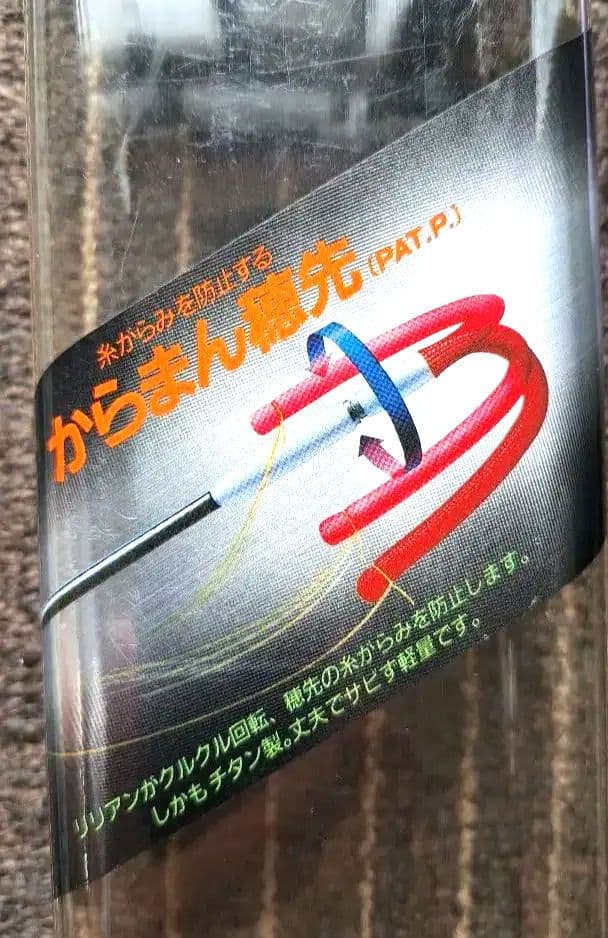 糸がらみを防止する
からまん穂先(PAT.P.)
リリアンがクルクル回転、穂先の糸がらみを防止します。
しかもチタン製。丈夫でサビず軽量です。